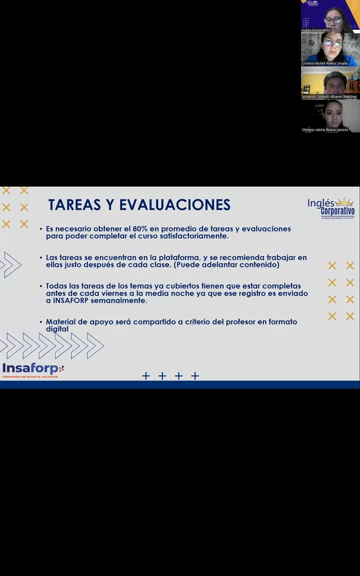 TAREAS Y EVALUACIONES
Inglés
Corporativo
• Es necesario obtener el 80% en promedio de tareas y evaluaciones
para poder completar el curso satisfactoriamente.
• Las tareas se encuentran en la plataforma, y se recomienda trabajar en
ellas justo después de cada clase. (Puede adelantar contenido)
• Todas las tareas de los temas ya cubiertos tienen que estar completas
antes de cada viernes a la media noche ya que ese registro es enviado
a INSAFORP semanalmente.
• Material de apoyo será compartido a criterio del profesor en formato
digital
Insaforp